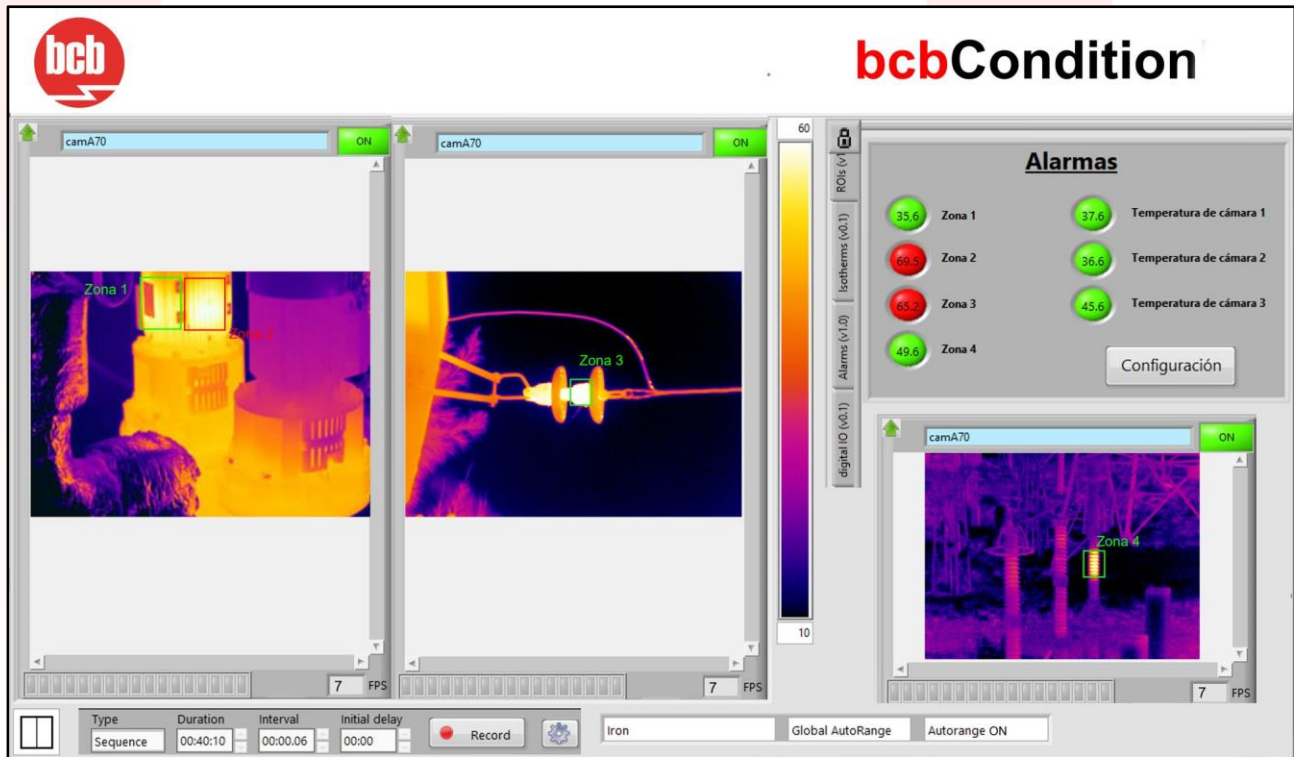 bcb
bcbCondition
camA70
ON
Zona 1
Zona 2
camA70
ON
Zona 3
60
10
ROIs (v1
Isotherms (v0.1)
Alarms (v1.0)
digital IO (v0.1)
Alarmas
35,6 Zona 1
37.6 Temperatura de cámara 1
69.5 Zona 2
36.6 Temperatura de cámara 2
65.2 Zona 3
45.6 Temperatura de cámara 3
49.6 Zona 4
Configuración
camA70
ON
Zona 4
7 FPS
7 FPS
7 FPS
Type Duration Interval Initial delay
Sequence 00:40:10 00:00.06 00:00
Record
Iron
Global AutoRange
Autorange ON